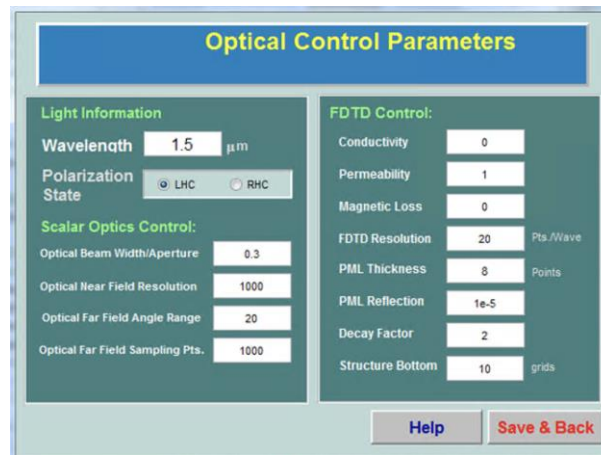 Optical Control Parameters
Light Information
Wavelength 1.5 μm
Polarization State LHC RHC
Scalar Optics Control:
Optical Beam Width/Aperture 0.3
Optical Near Field Resolution 1000
Optical Far Field Angle Range 20
Optical Far Field Sampling Pts. 1000
FDTD Control:
Conductivity 0
Permeability 1
Magnetic Loss 0
FDTD Resolution 20 Pts./Wave
PML Thickness 8 Points
PML Reflection 1e-5
Decay Factor 2
Structure Bottom 10 grids
Help Save & Back